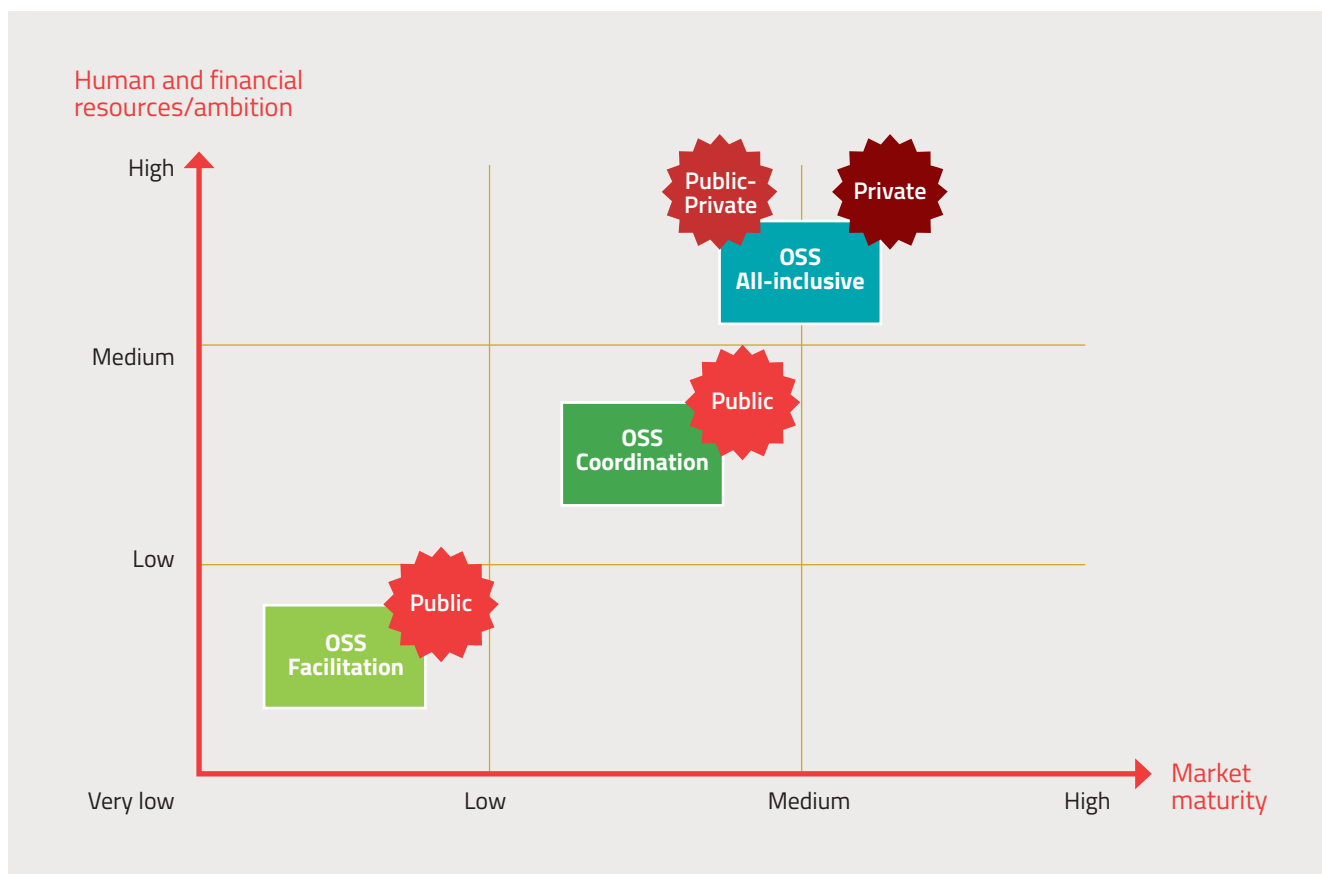 Human and financial
resources/ambition
High
Public-
Private
Private
OSS
All-inclusive
Medium
Public
OSS
Coordination
Low
Public
OSS
Facilitation
Very low
Low
Medium
High
Market
maturity